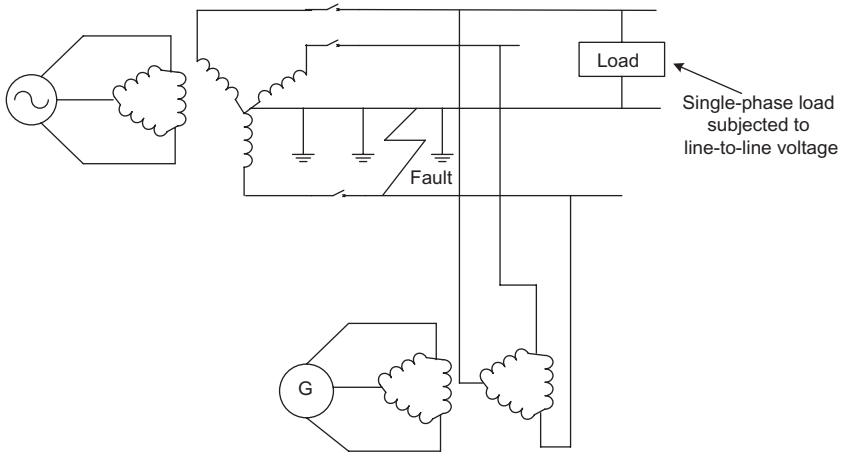 Load
Single-phase load
subjected to
line-to-line voltage
Fault
G